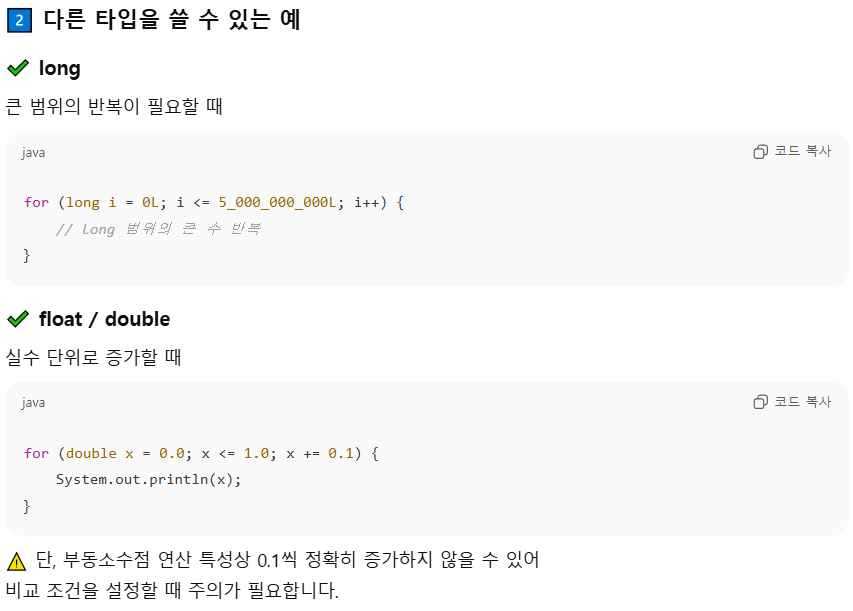 2 다른 타입을 쓸 수 있는 예
✔ long
큰 범위의 반복이 필요할 때
java 코드 복사
for (long i = 0L; i <= 5_000_000_000L; i++) {
    // long 범위의 큰 수 반복
}
✔ float / double
실수 단위로 증가할 때
java 코드 복사
for (double x = 0.0; x <= 1.0; x += 0.1) {
    System.out.println(x);
}
⚠ 단, 부동소수점 연산 특성상 0.1씩 정확히 증가하지 않을 수 있어
비교 조건을 설정할 때 주의가 필요합니다.